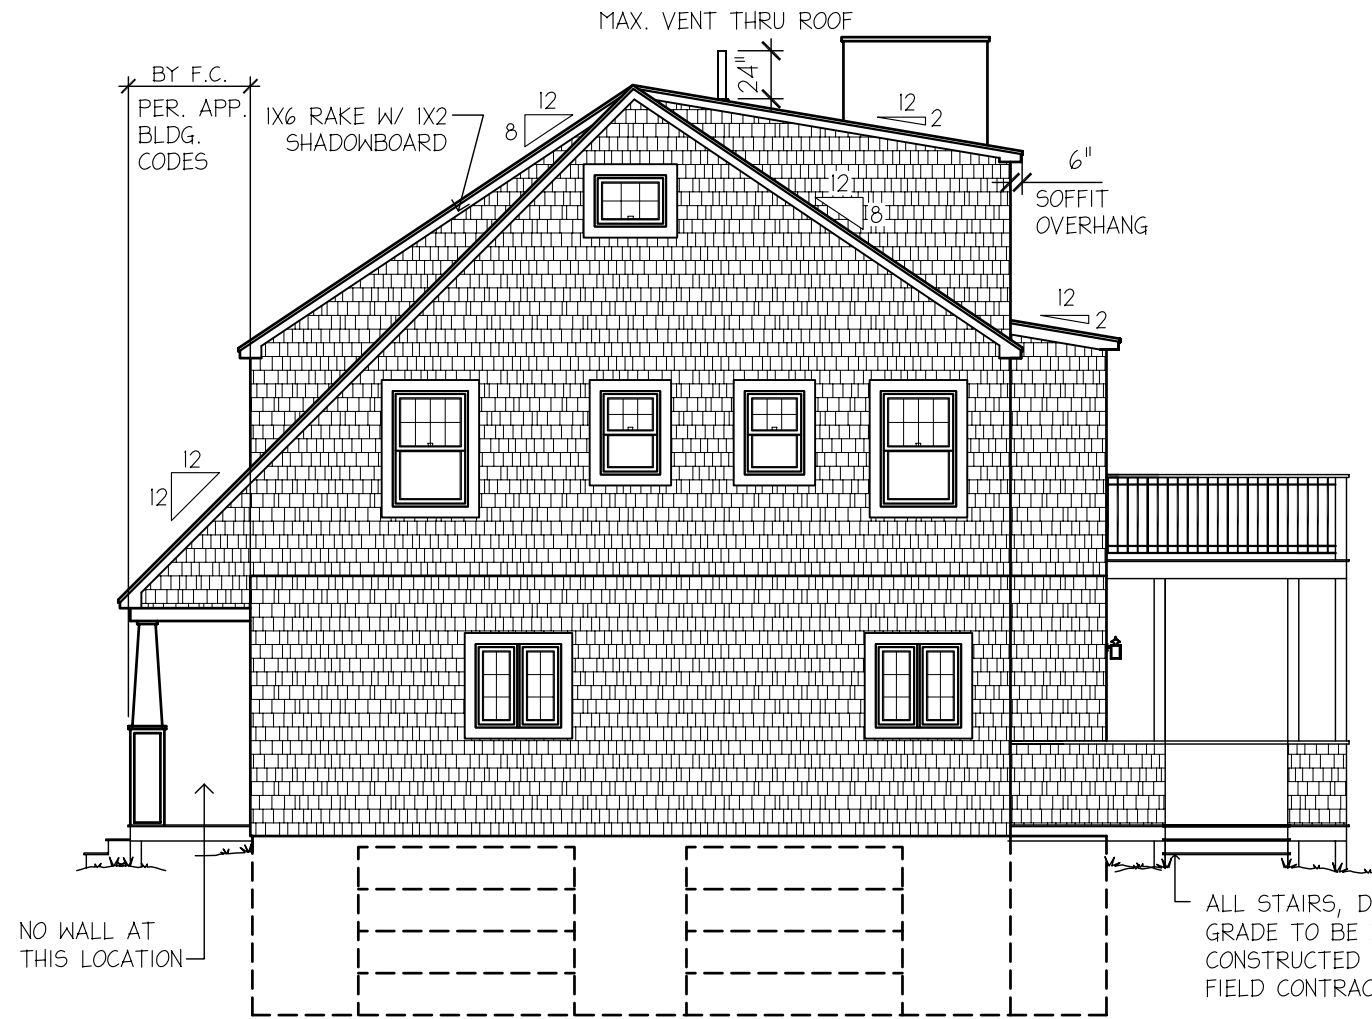 MAX. VENT THRU ROOF
24"
BY F.C.
PER. APP.
BLDG.
CODES
1X6 RAKE W/ 1X2
SHADOWBOARD
12
8
12
2
6"
SOFFIT
OVERHANG
12
8
12
2
12
12
NO WALL AT
THIS LOCATION
ALL STAIRS, D
GRADE TO BE
CONSTRUCTED
FIELD CONTRAC